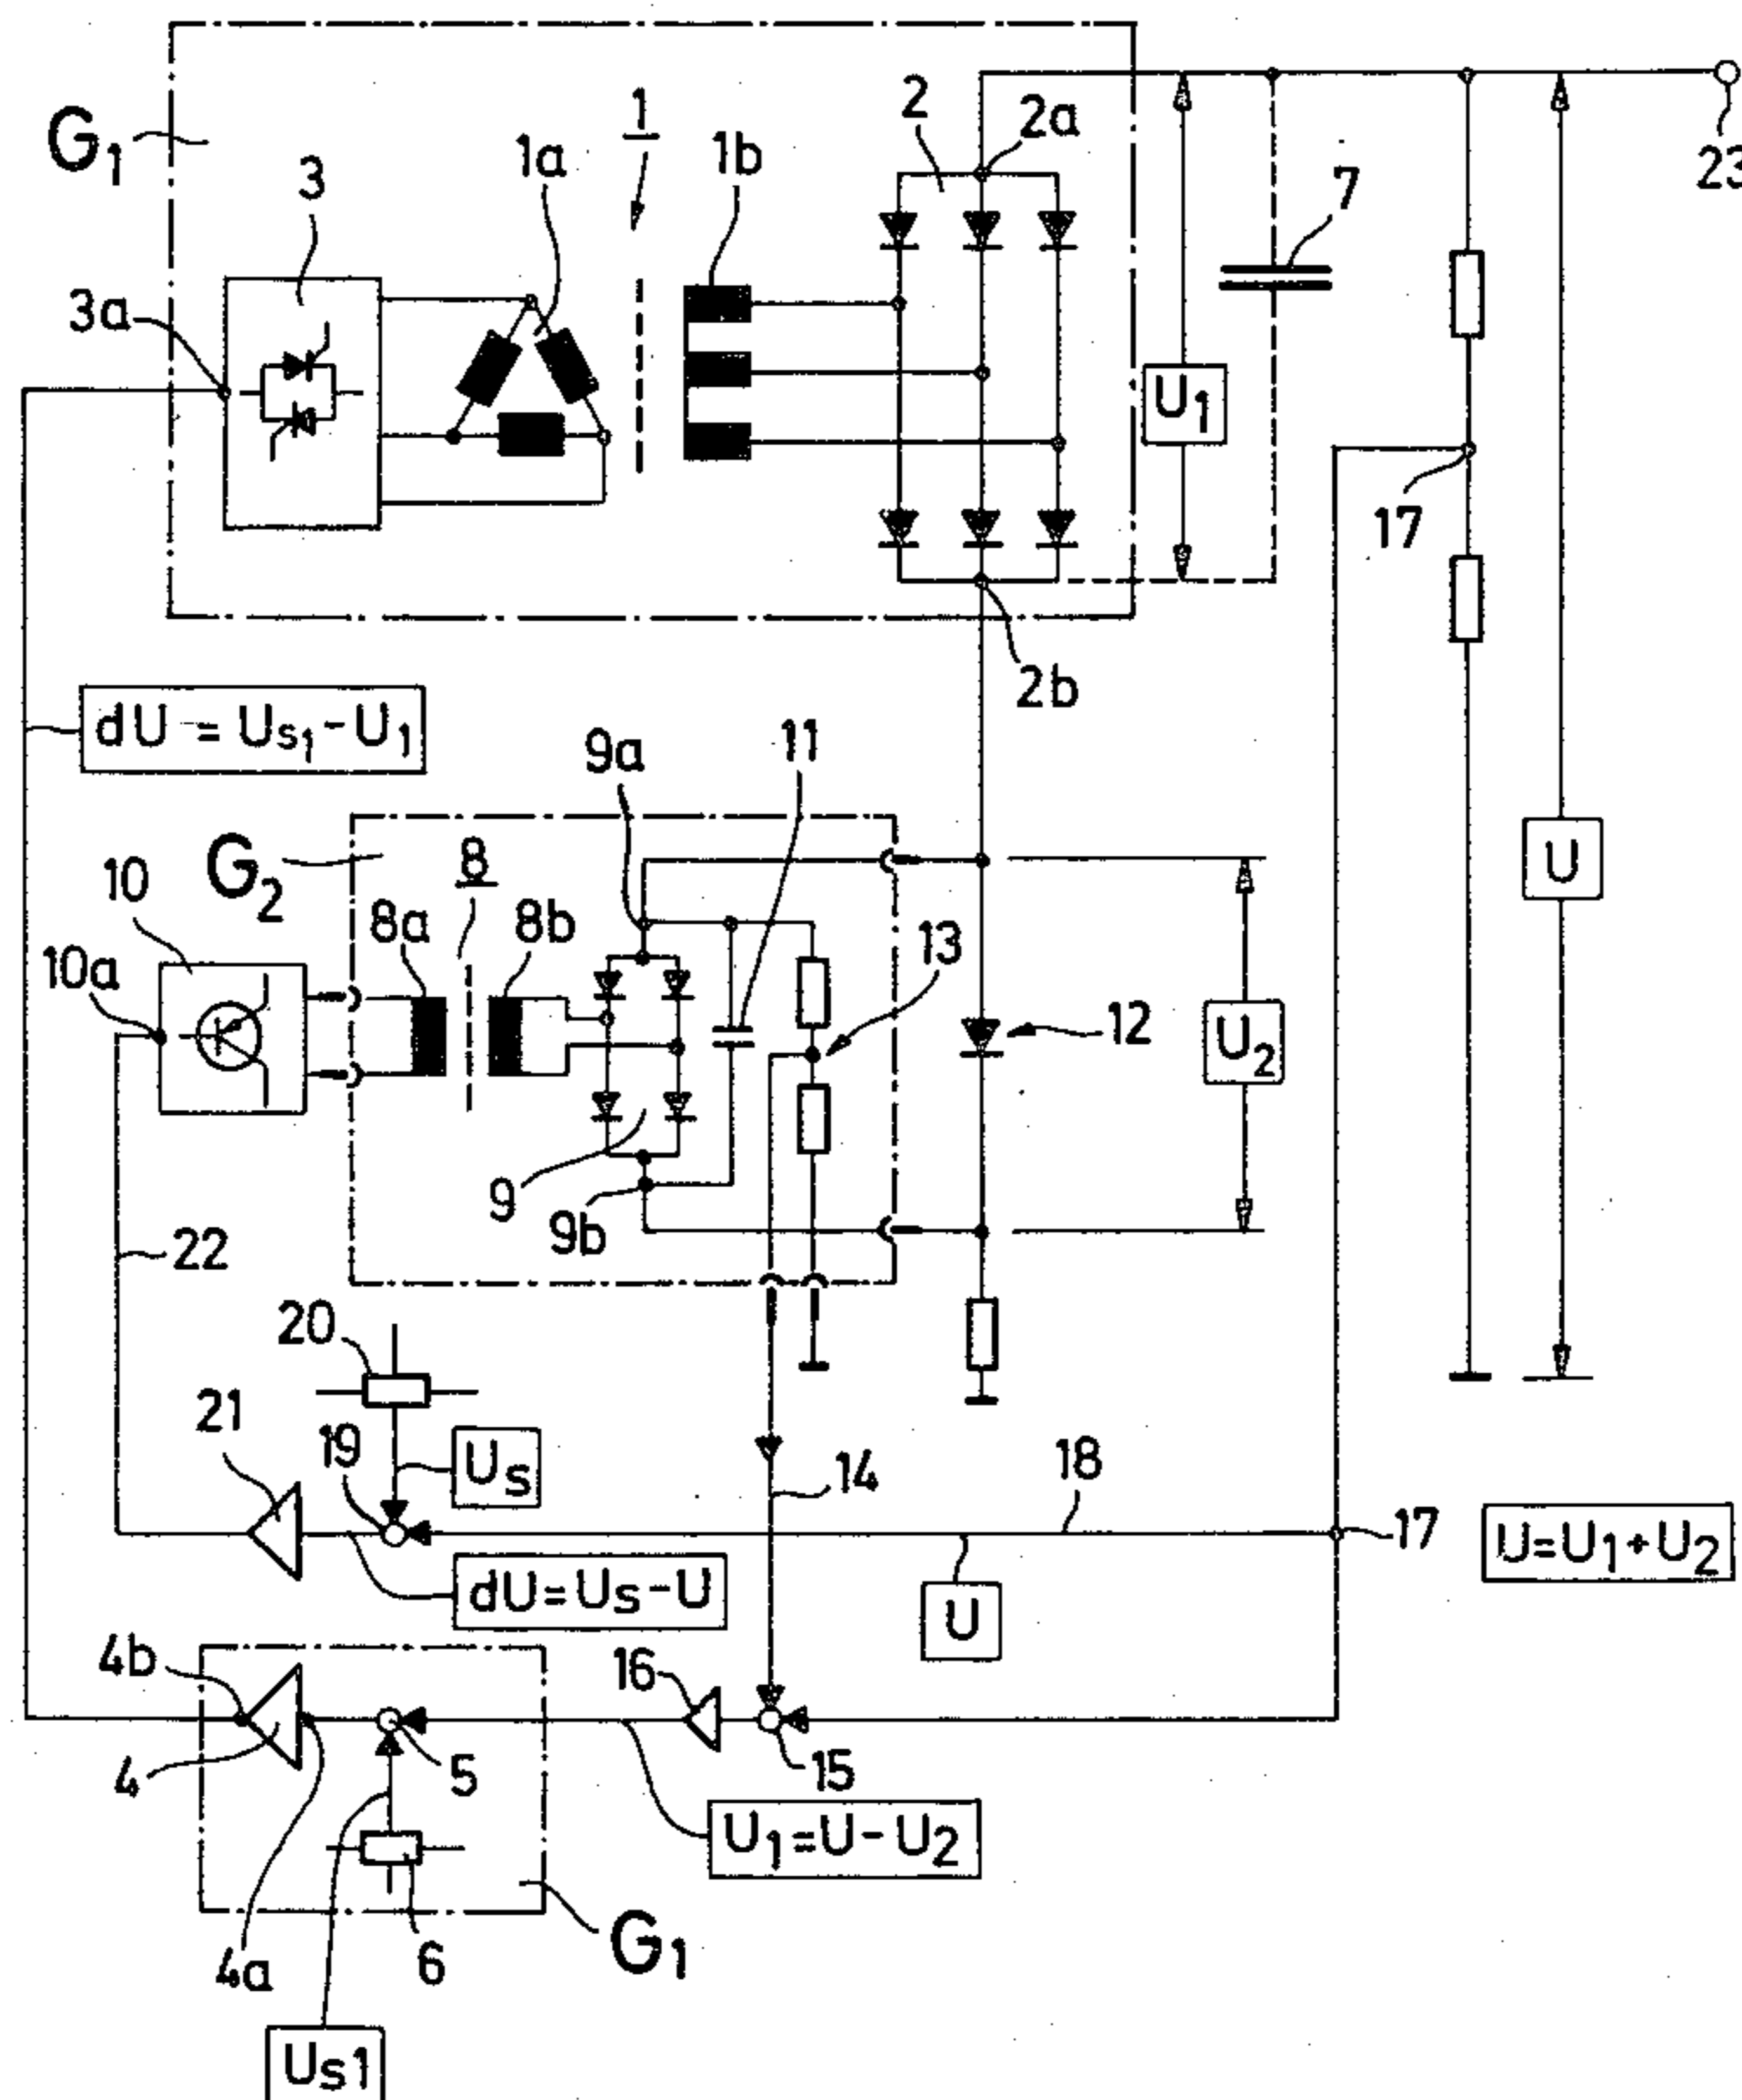 G1
3
1a
1
1b
2
2a
7
23
3a
U1
17
2b
dU = Us1 - U1
9a
11
G2
8
10
8a
8b
13
U
10a
12
U2
9
9b
22
20
21
19
Us
14
18
17
dU = Us - U
U
U = U1 + U2
4b
16
4
5
15
U1 = U - U2
4a
6
G1
Us1